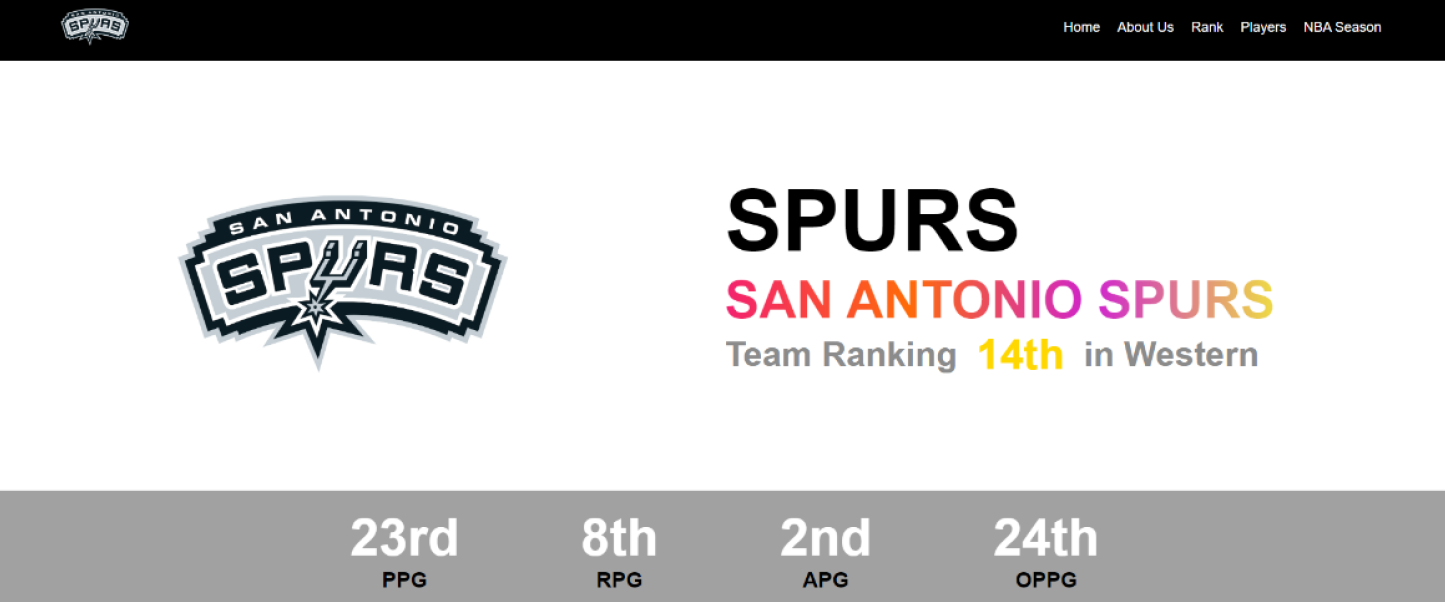 SAN ANTONIO
SPURS
Home About Us Rank Players NBA Season
SAN ANTONIO
SPURS
SPURS
SAN ANTONIO SPURS
Team Ranking 14th in Western
23rd 8th 2nd 24th
PPG RPG APG OPPG